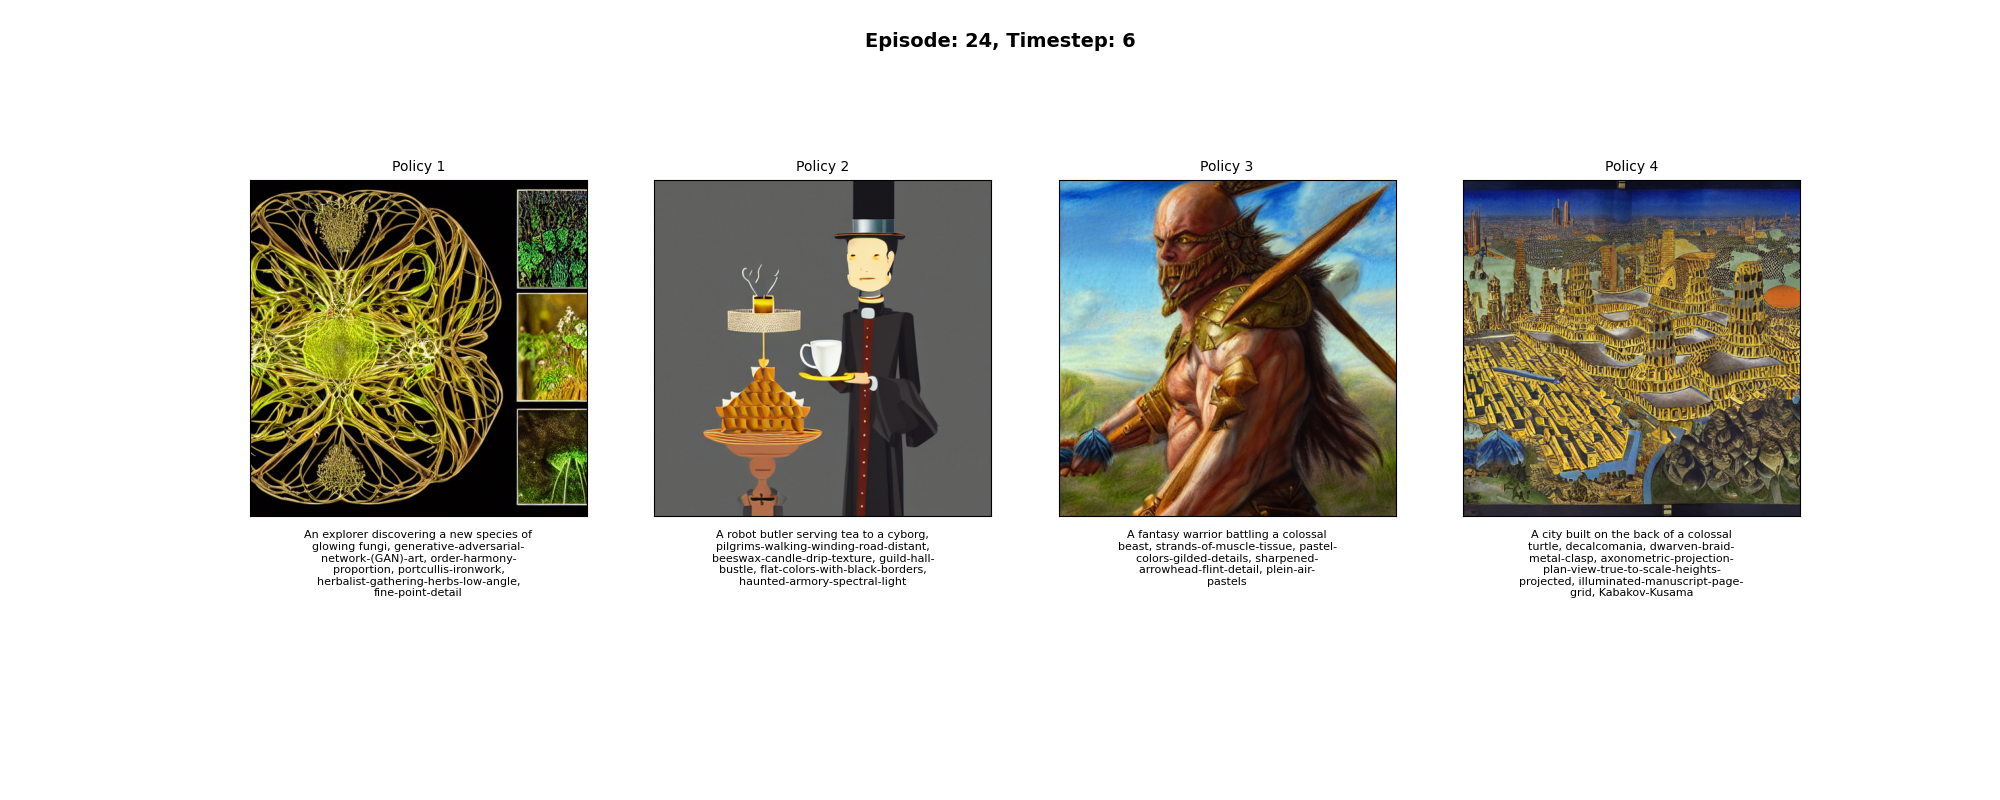 Episode: 24, Timestep: 6
Policy 1
An explorer discovering a new species of
glowing fungi, generative-adversarial-
network-(GAN)-art, order-harmony-
proportion, portcullis-ironwork,
herbalist-gathering-herbs-low-angle,
fine-point-detail
Policy 2
A robot butler serving tea to a cyborg,
pilgrims-walking-winding-road-distant,
beeswax-candle-drip-texture, guild-hall-
bustle, flat-colors-with-black-borders,
haunted-armory-spectral-light
Policy 3
A fantasy warrior battling a colossal
beast, strands-of-muscle-tissue, pastel-
colors-gilded-details, sharpened-
arrowhead-flint-detail, plein-air-
pastels
Policy 4
A city built on the back of a colossal
turtle, decalcomania, dwarven-braid-
metal-clasp, axonometric-projection-
plan-view-true-to-scale-heights-
projected, illuminated-manuscript-page-
grid, Kabakov-Kusama